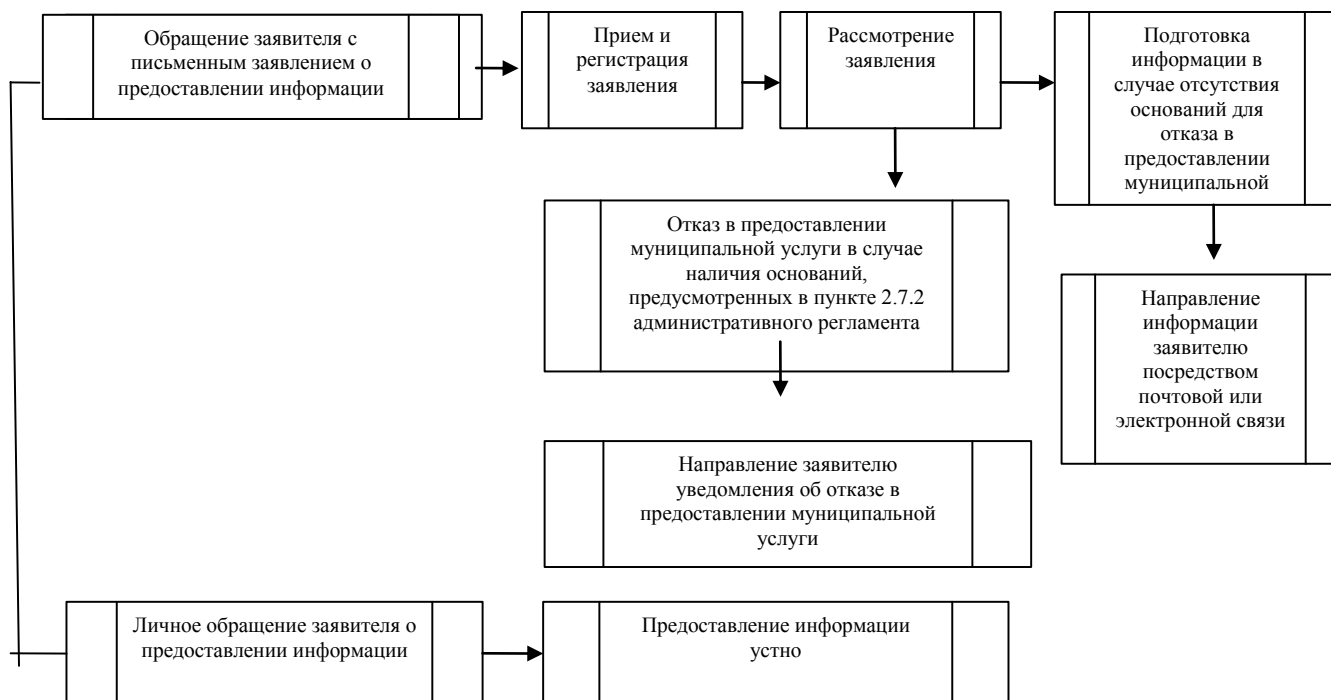 Обращение заявителя с
письменным заявлением о
предоставлении информации
Прием и
регистрация
заявления
Рассмотрение
заявления
Подготовка
информации в
случае отсутствия
оснований для
отказа в
предоставлении
муниципальной
Отказ в предоставлении
муниципальной услуги в случае
наличия оснований,
предусмотренных в пункте 2.7.2
административного регламента
Направление
информации
заявителю
посредством
почтовой или
электронной связи
Направление заявителю
уведомления об отказе в
предоставлении муниципальной
услуги
Личное обращение заявителя о
предоставлении информации
Предоставление информации
устно